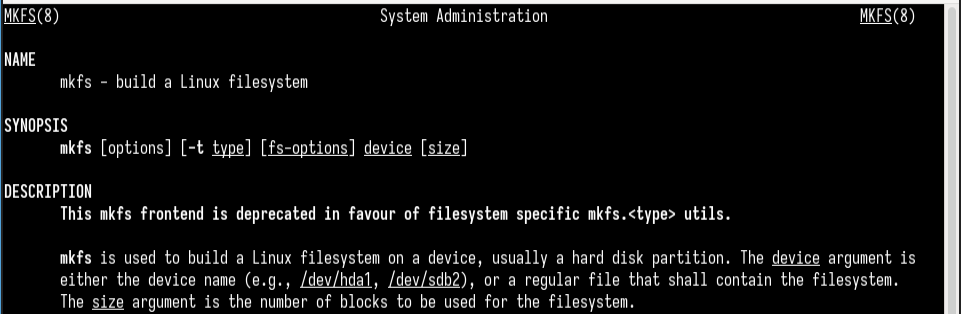 MKFS(8) System Administration MKFS(8)
NAME
mkfs - build a Linux filesystem
SYNOPSIS
mkfs [options] [-t type] [fs-options] device [size]
DESCRIPTION
This mkfs frontend is deprecated in favour of filesystem specific mkfs.<type> utils.
mkfs is used to build a Linux filesystem on a device, usually a hard disk partition. The device argument is
either the device name (e.g., /dev/hda1, /dev/sdb2), or a regular file that shall contain the filesystem.
The size argument is the number of blocks to be used for the filesystem.